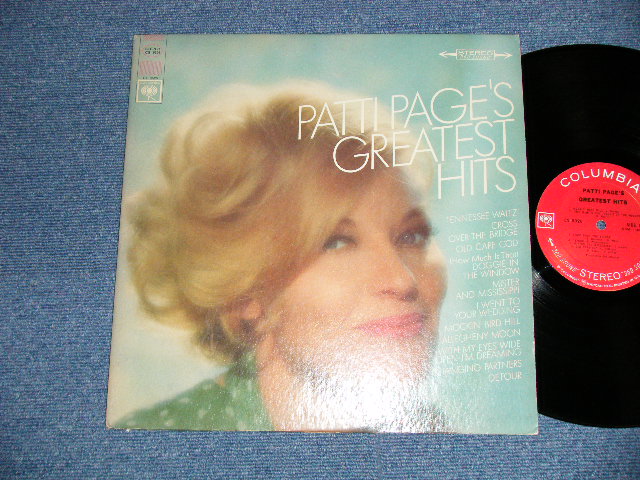 STEREO
PATTI PAGE'S
GREATEST
HITS
TENNESSEE WALTZ
CROSS
OVER THE BRIDGE
OLD CAPE COD
(How Much Is That)
DOGGIE IN
THE WINDOW
MISTER
AND MISSISSIPPI
I WENT TO
YOUR WEDDING
MOCKIN' BIRD HILL
ALLEGHENY MOON
WITH MY EYES WIDE
OPEN I'M DREAMING
CHANGING PARTNERS
DETOUR
COLUMBIA
PATTI PAGE'S
GREATEST HITS
STEREO